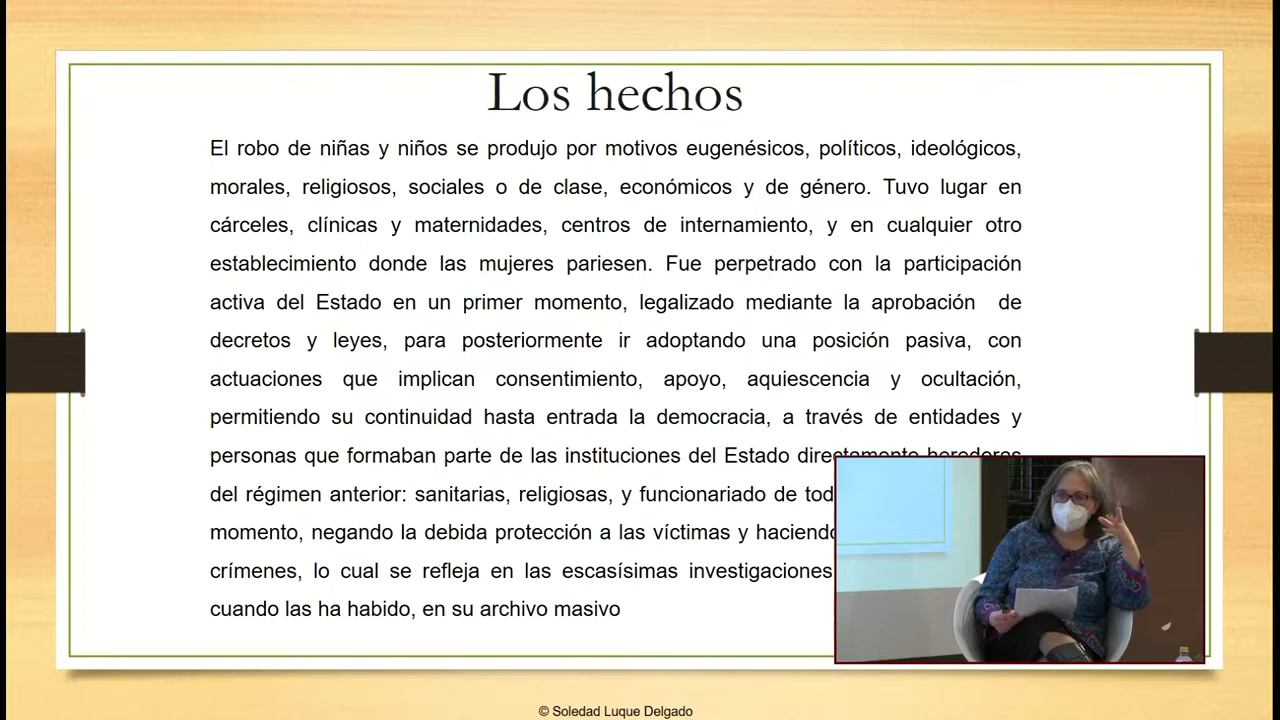 Los hechos
El robo de niñas y niños se produjo por motivos eugenésicos, políticos, ideológicos,
morales, religiosos, sociales o de clase, económicos y de género. Tuvo lugar en
cárceles, clínicas y maternidades, centros de internamiento, y en cualquier otro
establecimiento donde las mujeres pariesen. Fue perpetrado con la participación
activa del Estado en un primer momento, legalizado mediante la aprobación de
decretos y leyes, para posteriormente ir adoptando una posición pasiva, con
actuaciones que implican consentimiento, apoyo, aquiescencia y ocultación,
permitiendo su continuidad hasta entrada la democracia, a través de entidades y
personas que formaban parte de las instituciones del Estado directamente herederas
del régimen anterior: sanitarias, religiosas, y funcionariado de
momento, negando la debida protección a las víctimas y
crímenes, lo cual se refleja en las escasísimas investigaciones
cuando las ha habido, en su archivo masivo
© Soledad Luque Delgado